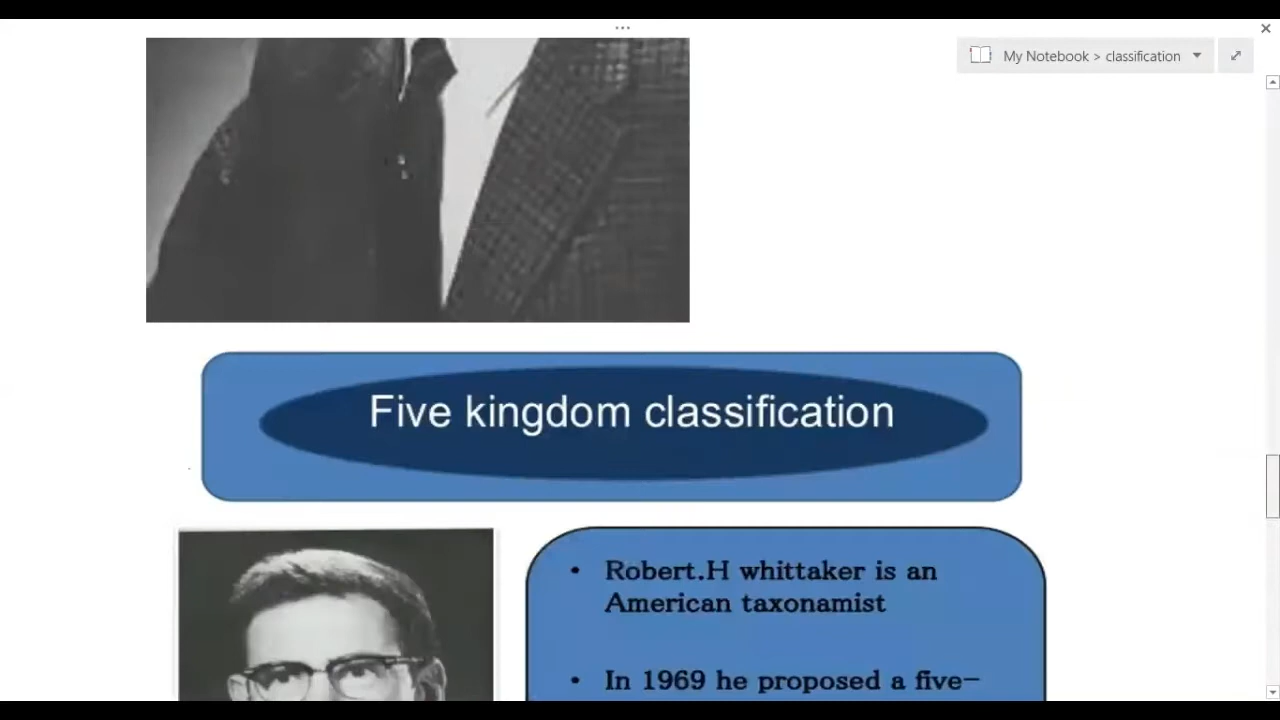 My Notebook > classification
Five kingdom classification
• Robert.H whittaker is an
American taxonamist
• In 1969 he proposed a five-